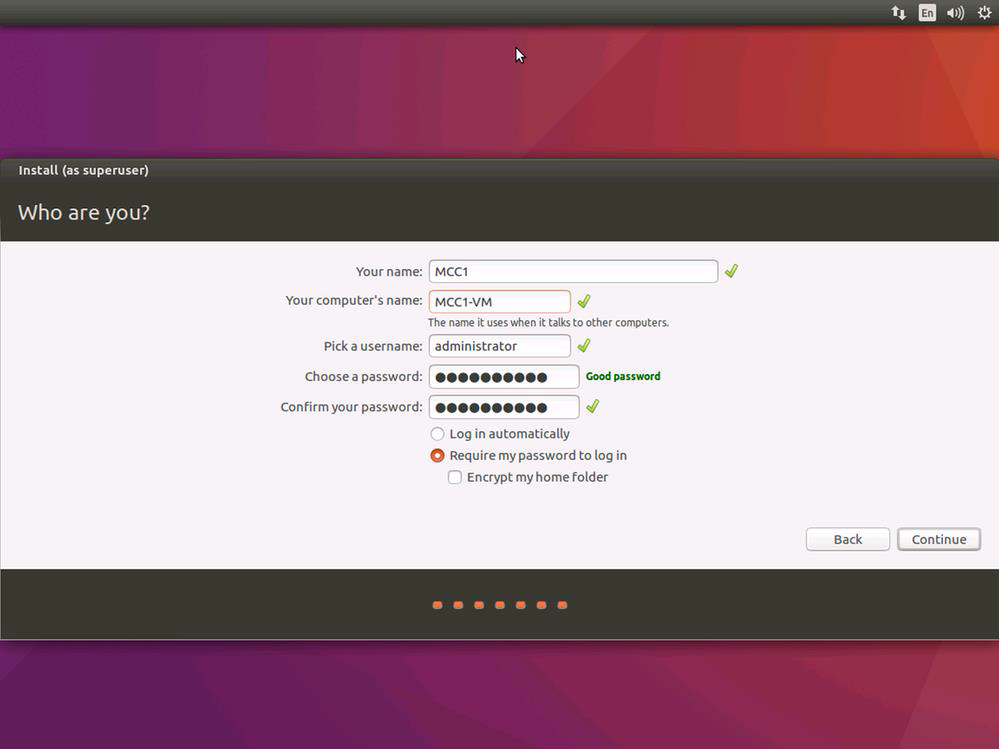 En
Install (as superuser)
Who are you?
Your name: MCC1
Your computer's name: MCC1-VM
The name it uses when it talks to other computers.
Pick a username: administrator
Choose a password: ●●●●●●●●●● Good password
Confirm your password: ●●●●●●●●●●
Log in automatically
Require my password to log in
Encrypt my home folder
Back Continue